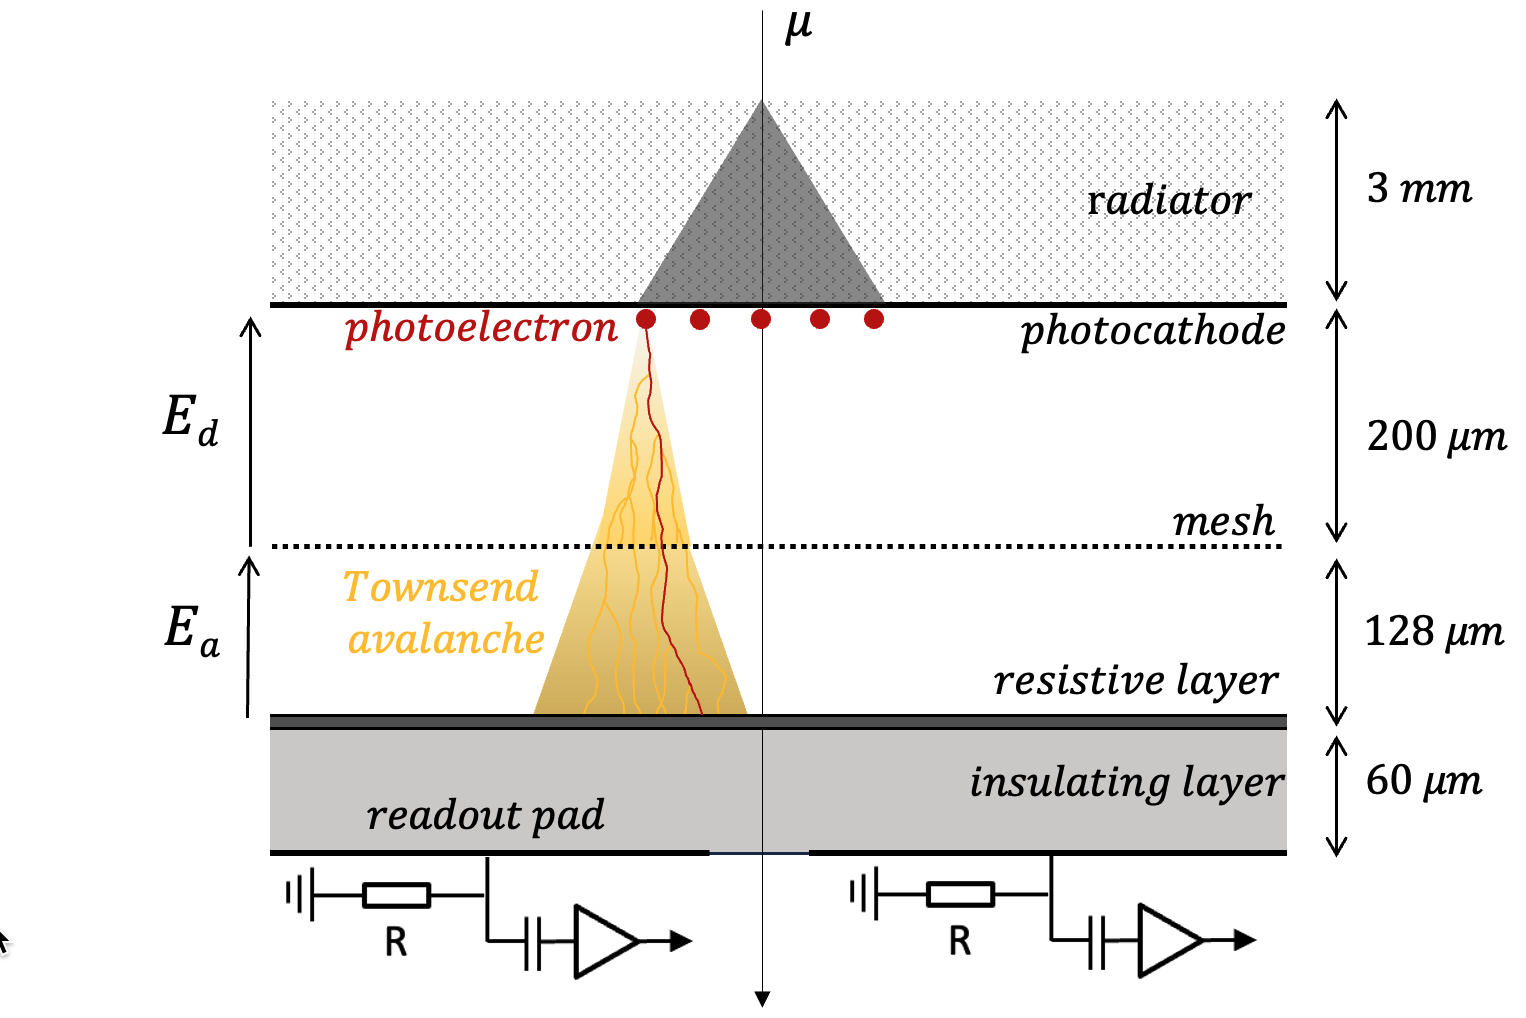 μ
radiator
3 mm
photoelectron
photocathode
E_d
200 μm
mesh
Townsend
avalanche
E_a
128 μm
resistive layer
insulating layer
60 μm
readout pad
R
R